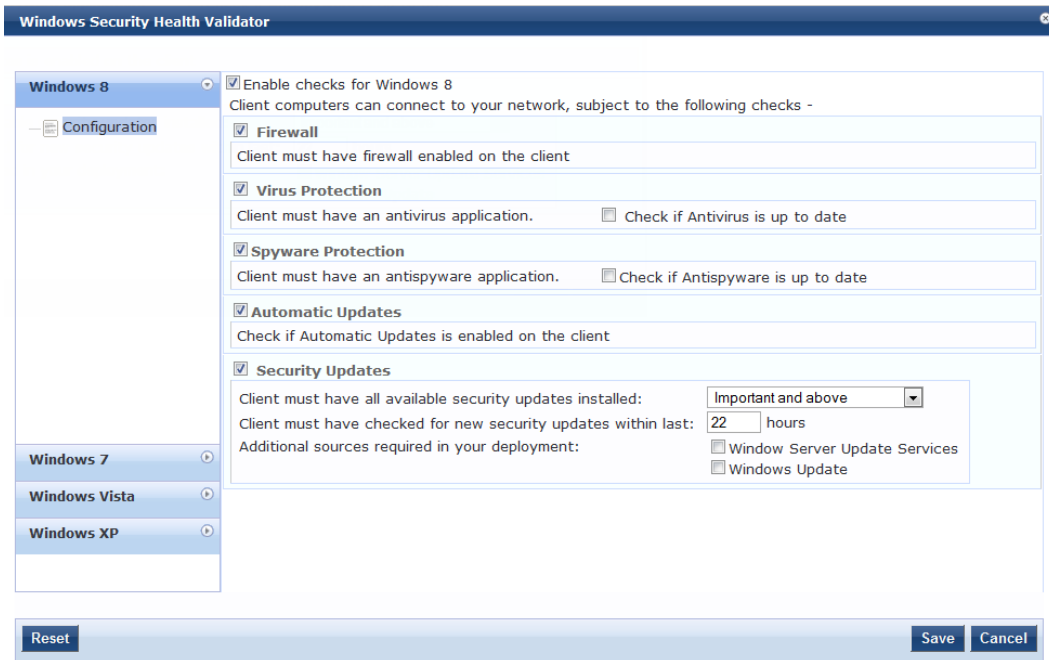 Windows Security Health Validator
Windows 8
Configuration
Windows 7
Windows Vista
Windows XP
Enable checks for Windows 8
Client computers can connect to your network, subject to the following checks -
Firewall
Client must have firewall enabled on the client
Virus Protection
Client must have an antivirus application. Check if Antivirus is up to date
Spyware Protection
Client must have an antispyware application. Check if Antispyware is up to date
Automatic Updates
Check if Automatic Updates is enabled on the client
Security Updates
Client must have all available security updates installed: Important and above
Client must have checked for new security updates within last: 22 hours
Additional sources required in your deployment: Window Server Update Services
Windows Update
Reset Save Cancel